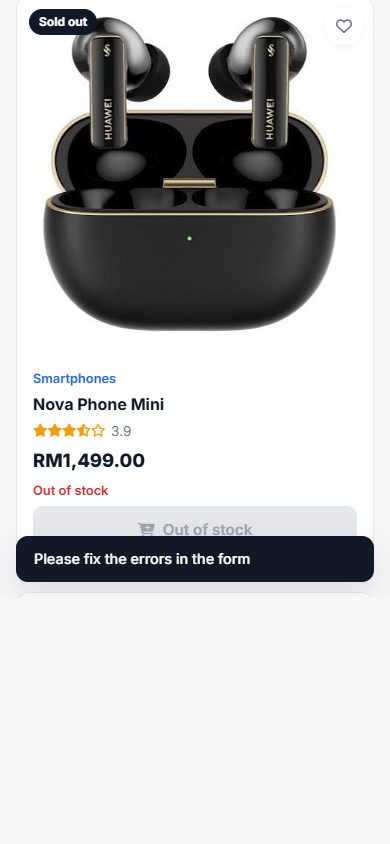 Sold out
HUAWEI
HUAWEI
Smartphones
Nova Phone Mini
3.9
RM1,499.00
Out of stock
Out of stock
Please fix the errors in the form